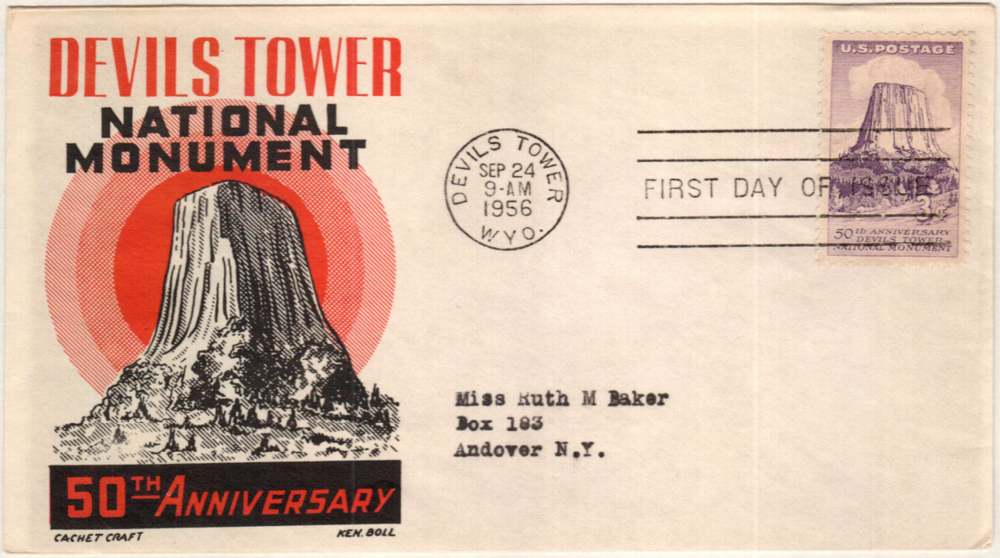 DEVILS TOWER
NATIONAL
MONUMENT
50TH ANNIVERSARY
CACHET CRAFT
KEN. BOLL
DEVILS TOWER
SEP 24
9-AM
1956
WYO.
FIRST DAY OF ISSUE
U.S.POSTAGE
3¢
50th ANNIVERSARY
DEVILS TOWER
NATIONAL MONUMENT
Miss Ruth M Baker
Box 183
Andover N.Y.